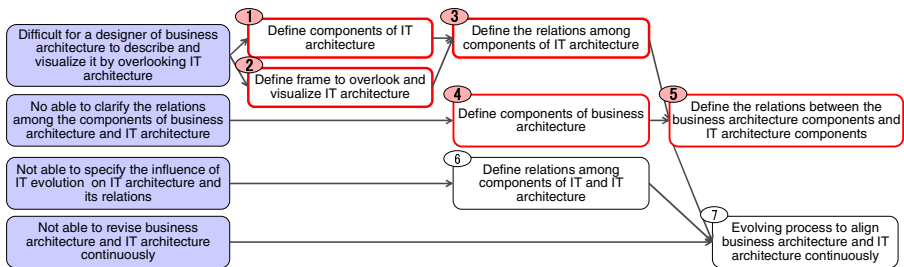 Difficult for a designer of business
architecture to describe and
visualize it by overlooking IT
architecture
1
Define components of IT
architecture
2
Define frame to overlook and
visualize IT architecture
3
Define the relations among
components of IT architecture
No able to clarify the relations
among the components of business
architecture and IT architecture
4
Define components of business
architecture
5
Define the relations between the
business architecture components and
IT architecture components
Not able to specify the influence of
IT evolution on IT architecture and
its relations
6
Define relations among
components of IT and IT
architecture
Not able to revise business
architecture and IT architecture
continuously
7
Evolving process to align
business architecture and IT
architecture continuously